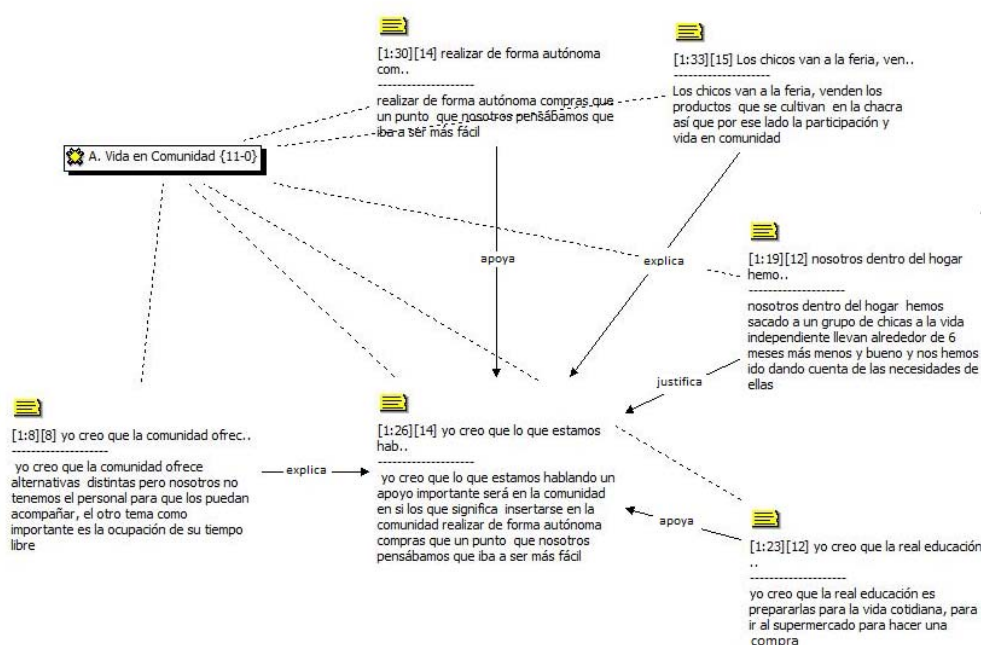 [1:30][14] realizar de forma autónoma
com..
--------------------
realizar de forma autónoma compras que
un punto  que nosotros pensábamos que
iba a ser más fácil
[1:33][15] Los chicos van a la feria, ven..
--------------------
Los chicos van a la feria, venden los
productos  que se cultivan  en la chacra
así que por ese lado la participación y
vida en comunidad
A. Vida en Comunidad {11-0}
apoya
explica
[1:19][12] nosotros dentro del hogar
hemo..
--------------------
nosotros dentro del hogar  hemos
sacado a un grupo de chicas a la vida
independiente llevan alrededor de 6
meses más menos y bueno y nos hemos
ido dando cuenta de las necesidades de
ellas
justifica
[1:8][8] yo creo que la comunidad ofrec..
--------------------
yo creo que la comunidad ofrece
alternativas  distintas pero nosotros no
tenemos el personal para que los puedan
acompañar, el otro tema como
importante es la ocupación de su tiempo
libre
explica
[1:26][14] yo creo que lo que estamos
hab..
--------------------
yo creo que lo que estamos hablando un
apoyo importante será en la comunidad
en si los que significa  insertarse en la
comunidad realizar de forma autónoma
compras que un punto  que nosotros
pensábamos que iba a ser más fácil
apoya
[1:23][12] yo creo que la real educación
..
--------------------
yo creo que la real educación es
prepararlas para la vida cotidiana, para
ir al supermercado para hacer una
compra